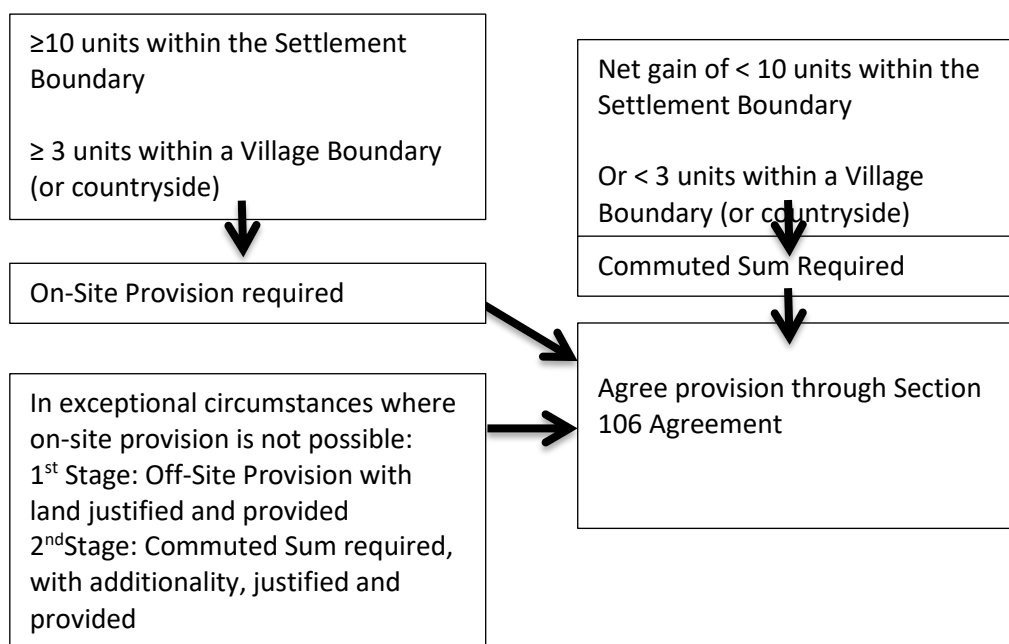 ≥10 units within the Settlement
Boundary
≥ 3 units within a Village Boundary
(or countryside)
Net gain of < 10 units within the
Settlement Boundary
Or < 3 units within a Village
Boundary (or countryside)
On-Site Provision required
Commuted Sum Required
In exceptional circumstances where
on-site provision is not possible:
1st Stage: Off-Site Provision with
land justified and provided
2ndStage: Commuted Sum required,
with additionality, justified and
provided
Agree provision through Section
106 Agreement